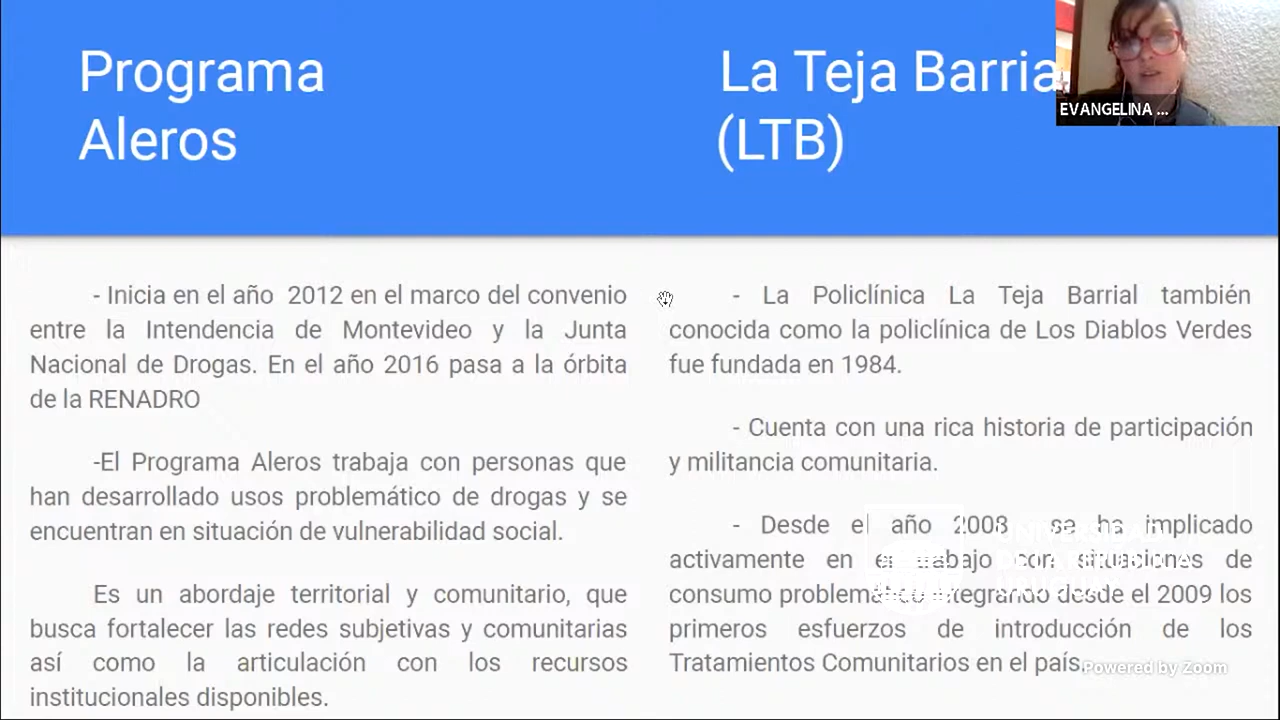 Programa
Aleros
La Teja Barria
(LTB)
EVANGELINA ...
- Inicia en el año 2012 en el marco del convenio
entre la Intendencia de Montevideo y la Junta
Nacional de Drogas. En el año 2016 pasa a la órbita
de la RENADRO
-El Programa Aleros trabaja con personas que
han desarrollado usos problemático de drogas y se
encuentran en situación de vulnerabilidad social.
Es un abordaje territorial y comunitario, que
busca fortalecer las redes subjetivas y comunitarias
así como la articulación con los recursos
institucionales disponibles.
- La Policlínica La Teja Barrial también
conocida como la policlínica de Los Diablos Verdes
fue fundada en 1984.
- Cuenta con una rica historia de participación
y militancia comunitaria.
- Desde el año 2008, se ha implicado
activamente en de
consumo desde el 2009 los
primeros esfuerzos de introducción de los
Tratamientos Comunitarios en el país.
UNIVERSIDAD
DE LA REPÚBLICA
URUGUAY
Powered by Zoom